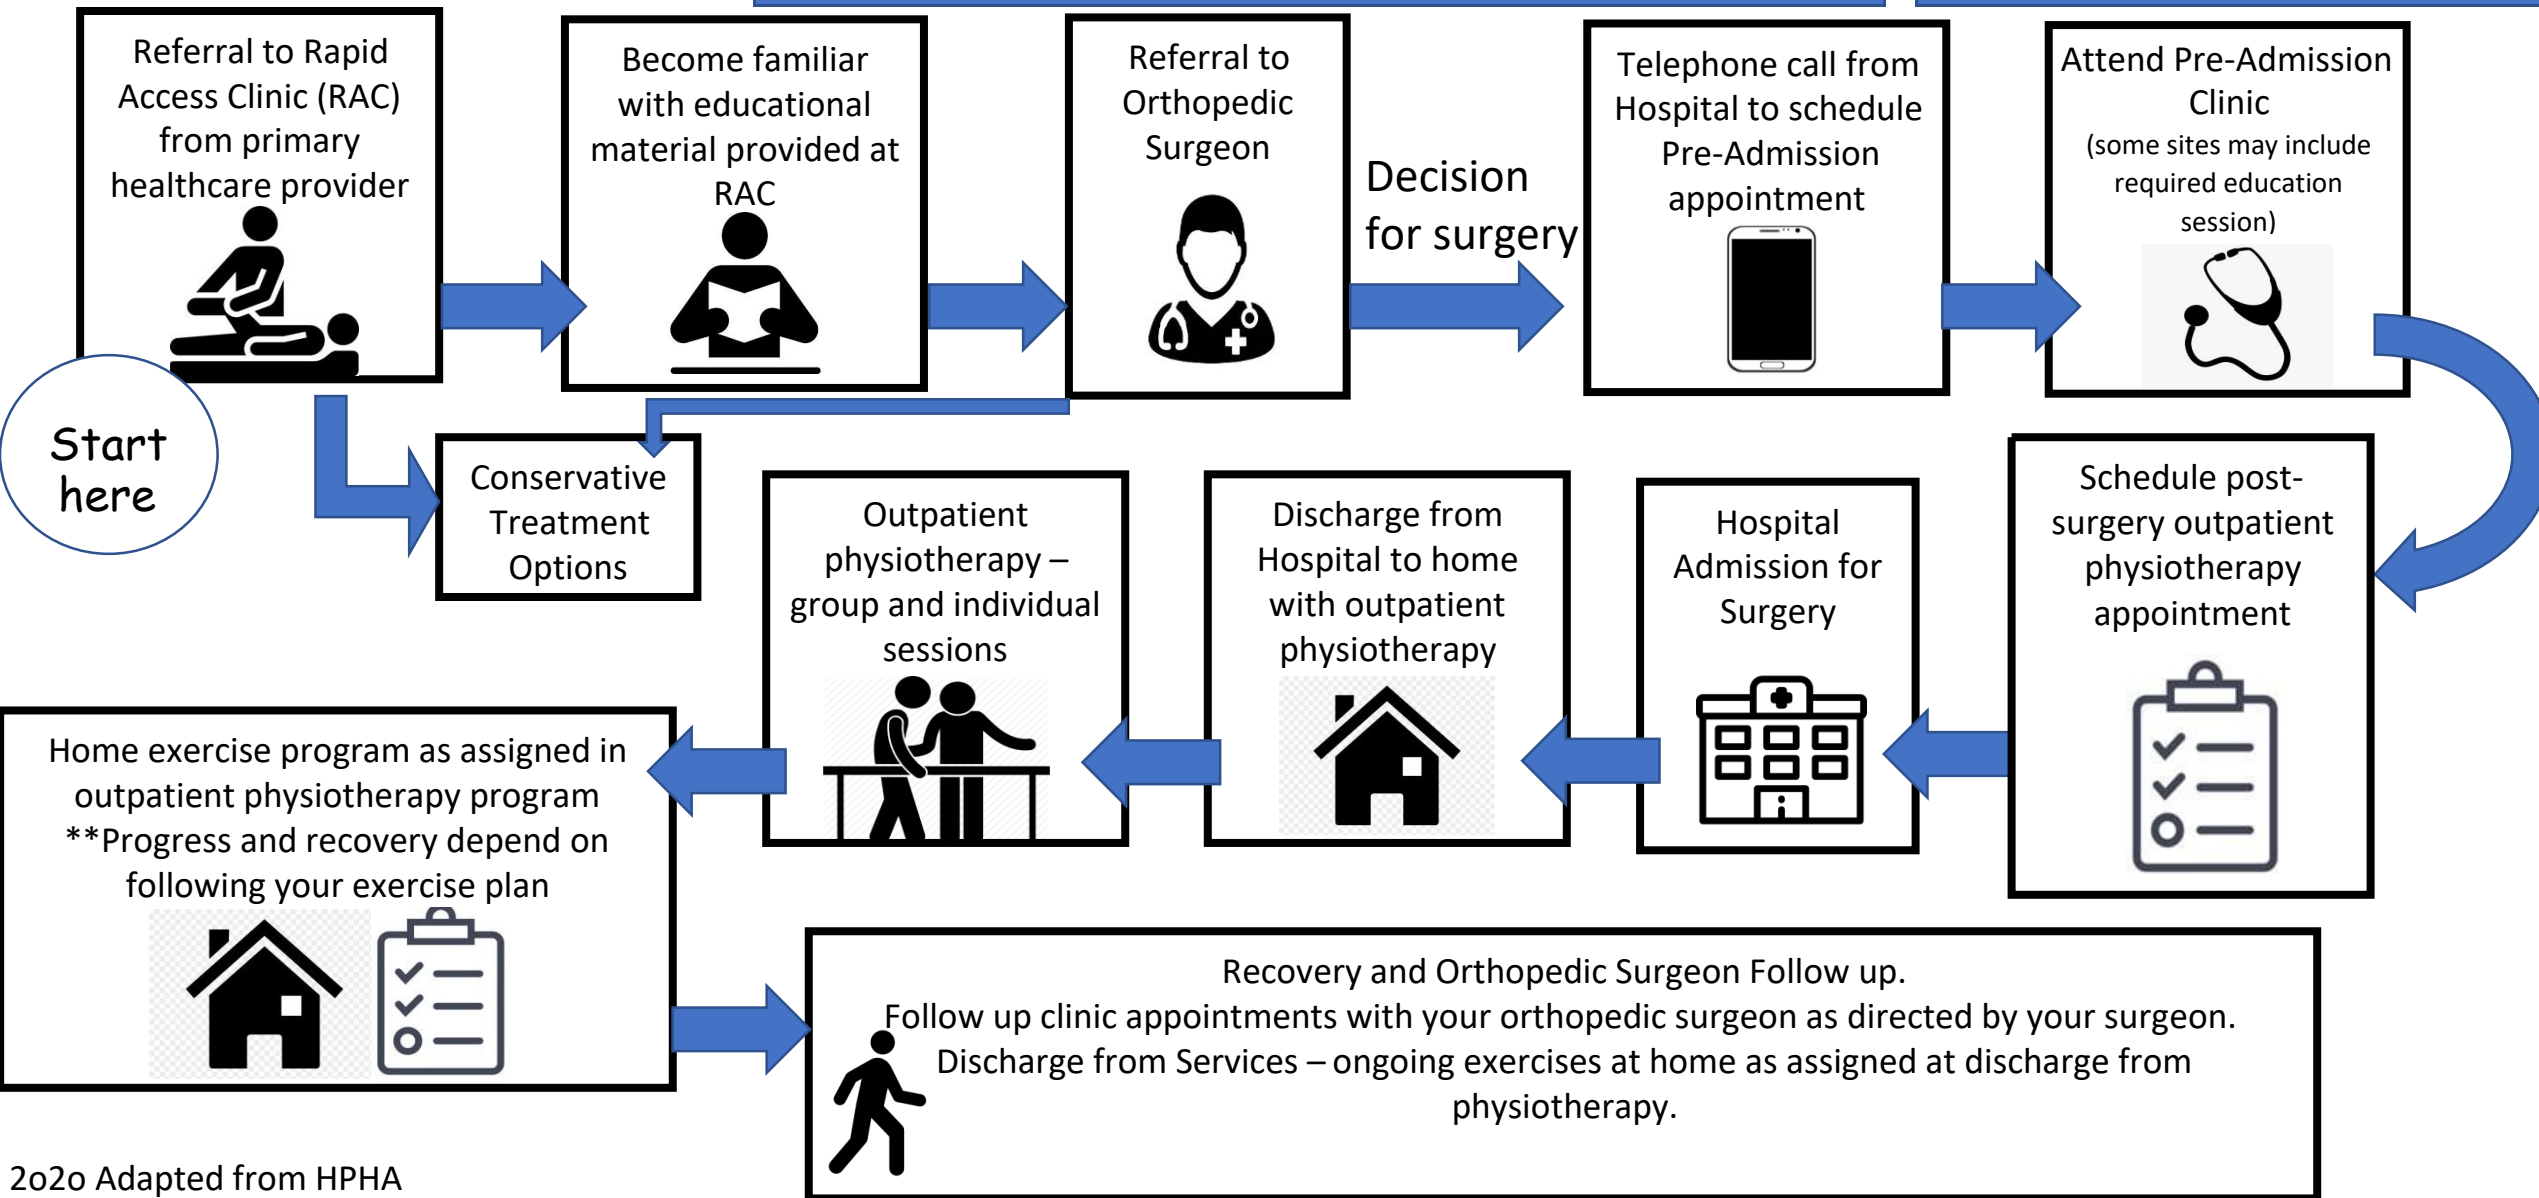 Referral to Rapid
Access Clinic (RAC)
from primary
healthcare provider
Become familiar
with educational
material provided at
RAC
Referral to
Orthopedic
Surgeon
Decision
for surgery
Telephone call from
Hospital to schedule
Pre-Admission
appointment
Attend Pre-Admission
Clinic
(some sites may include
required education
session)
Start
here
Conservative
Treatment
Options
Schedule post-
surgery outpatient
physiotherapy
appointment
Hospital
Admission for
Surgery
Discharge from
Hospital to home
with outpatient
physiotherapy
Outpatient
physiotherapy –
group and individual
sessions
Home exercise program as assigned in
outpatient physiotherapy program
**Progress and recovery depend on
following your exercise plan
Recovery and Orthopedic Surgeon Follow up.
Follow up clinic appointments with your orthopedic surgeon as directed by your surgeon.
Discharge from Services – ongoing exercises at home as assigned at discharge from
physiotherapy.
2o2o Adapted from HPHA